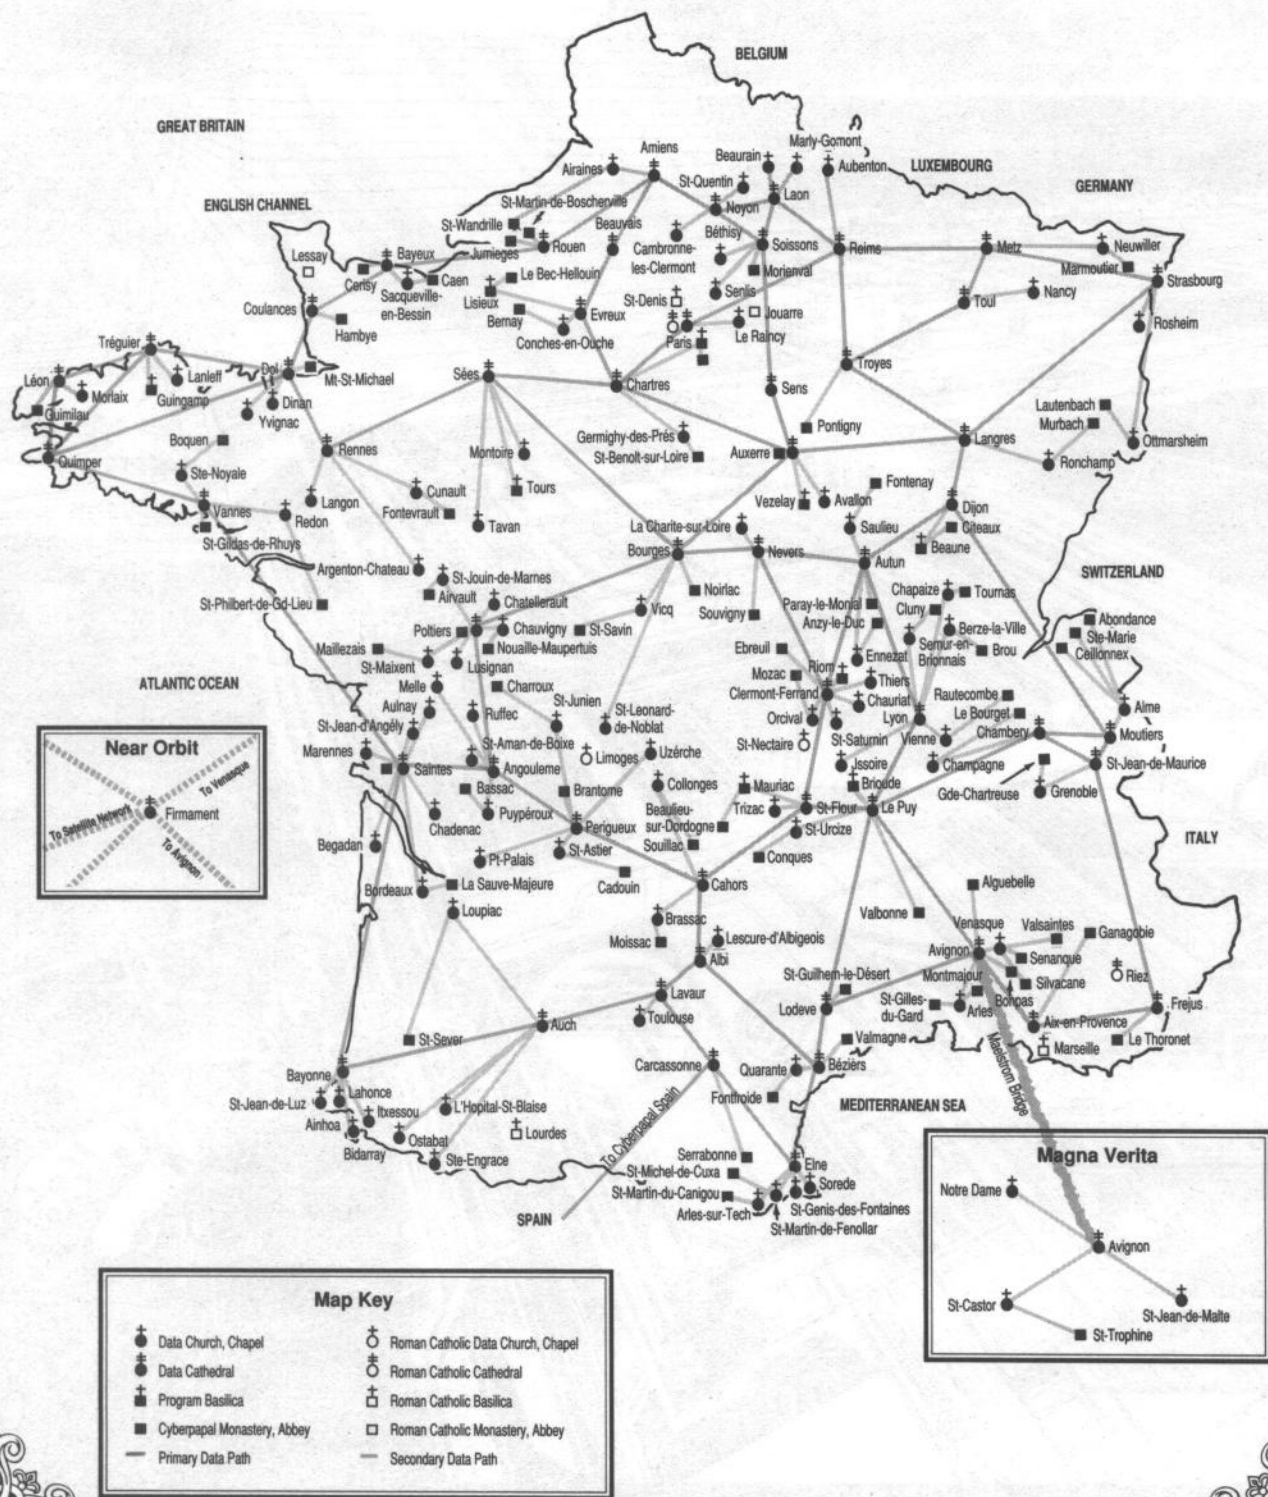 BELGIUM
GREAT BRITAIN
Marly-Gomont
Amiens
Beaurain
Aubenton
LUXEMBOURG
Airaines
St-Quentin
Laon
GERMANY
St-Martin-de-Boscherville
ENGLISH CHANNEL
Noyon
St-Wandrille
Beauvais
Béthisy
Lessay
Bayeux
Jumieges
Rouen
Cambronne-
les-Clermont
Soissons
Reims
Metz
Neuwiller
Cerisy
Caen
Le Bec-Hellouin
Morienval
Marmoutier
Strasbourg
Sacqueville-
en-Bessin
Lisieux
Senlis
St-Denis
Jouarre
Toul
Nancy
Coulances
Bernay
Evreux
Rosheim
Hambye
Conches-en-Ouche
Paris
Le Raincy
Tréguier
Troyes
Léon
Lanleff
Dol
Mt-St-Michael
Sées
Chartres
Sens
Morlaix
Guingamp
Guimilau
Dinan
Yvignac
Lautenbach
Murbach
Boquen
Germigny-des-Prés
Pontigny
Montoire
St-Benoît-sur-Loire
Auxerre
Langres
Ottmarsheim
Quimper
Rennes
Ronchamp
Ste-Noyale
Tours
Cunault
Fontenay
Vannes
Langon
Fontevrault
Vezelay
Avallon
Dijon
Redon
Tavan
La Charite-sur-Loire
Saulieu
Citeaux
St-Gildas-de-Rhuys
Bourges
Nevers
Beaune
Autun
Argenton-Chateau
St-Jouin-de-Marnes
SWITZERLAND
Airvault
Noirlac
Chapaize
Tournas
St-Philbert-de-Gd-Lieu
Chatellerault
Vicq
Souvigny
Paray-le-Monial
Cluny
Abondance
Poltiers
Chauvigny
St-Savin
Anzy-le-Duc
Berze-la-Ville
Ste-Marie
Maillezais
Nouaille-Maupertuis
Ebreuil
Semur-en-
Brionnais
Brou
Ceillonnex
St-Maixent
Lusignan
Ennezat
Riom
Mozac
Thiers
ATLANTIC OCEAN
Melle
Charroux
St-Junien
Clermont-Ferrand
Rautecombe
Aulnay
Ruffec
St-Leonard-
de-Noblat
Chauriat
Lyon
Le Bourget
Aime
St-Jean-d'Angély
Orcival
Vienne
Chambery
Moutiers
Marennes
St-Aman-de-Boixe
Limoges
Uzérche
St-Nectaire
St-Saturnin
Saintes
Angouleme
Issoire
Champagne
St-Jean-de-Maurice
Bassac
Brantome
Collonges
Mauriac
Brioude
Gde-Chartreuse
Grenoble
Chadenac
Puypéroux
Beaulieu-
sur-Dordogne
Trizac
St-Flour
Le Puy
Perigueux
St-Urcize
ITALY
Begadan
Souillac
Pt-Palais
St-Astier
Conques
Bordeaux
La Sauve-Majeure
Cadouin
Cahors
Alguebelle
Loupiac
Brassac
Valbonne
Venasque
Valsaintes
Ganagobie
Moissac
Lescure-d'Albigeois
Avignon
Senanque
Albi
Montmajour
Silvacane
Riez
St-Guilhem-le-Désert
Bonpas
Lavaur
St-Gilles-
du-Gard
Arles
Frejus
Toulouse
Lodeve
Aix-en-Provence
Auch
St-Sever
Valmagne
Marseille
Le Thoronet
Bayonne
Carcassonne
Quarante
Béziers
Maelstrom Bridge
Lahonce
Fontfroide
MEDITERRANEAN SEA
St-Jean-de-Luz
Itxessou
L'Hopital-St-Blaise
Ainhoa
Lourdes
Ostabat
Bidarray
Ste-Engrace
To Cyberpapal Spain
Serrabonne
Elne
St-Michel-de-Cuxa
St-Martin-du-Canigou
Sorede
Arles-sur-Tech
St-Genis-des-Fontaines
St-Martin-de-Fenollar
SPAIN
Near Orbit
To Venasque
To Satellite Network
Firmament
To Avignon
Magna Verita
Notre Dame
Avignon
St-Castor
St-Jean-de-Malte
St-Trophine
Map Key
Data Church, Chapel
Roman Catholic Data Church, Chapel
Data Cathedral
Roman Catholic Cathedral
Program Basilica
Roman Catholic Basilica
Cyberpapal Monastery, Abbey
Roman Catholic Monastery, Abbey
Primary Data Path
Secondary Data Path